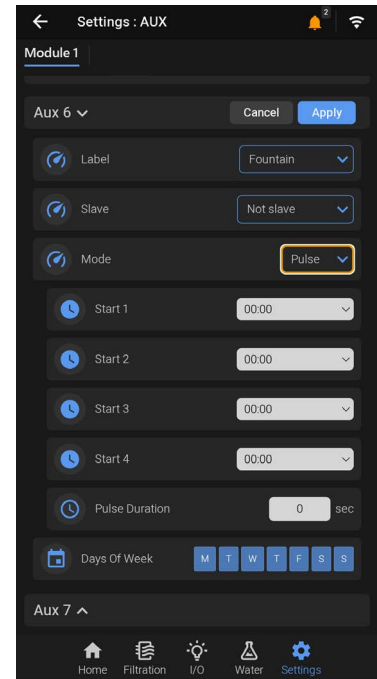 Settings : AUX
2
Module 1
Aux 6
Cancel
Apply
Label
Fountain
Slave
Not slave
Mode
Pulse
Start 1
00:00
Start 2
00:00
Start 3
00:00
Start 4
00:00
Pulse Duration
0 sec
Days Of Week
M T W T F S S
Aux 7
Home Filtration I/O Water Settings